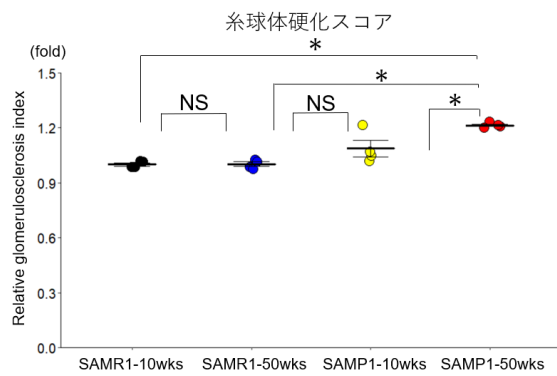 糸球体硬化スコア
(fold)
*
*
NS
NS
*
Relative glomerulosclerosis index
1.5
1.2
0.9
0.6
0.3
0.0
SAMR1-10wks
SAMR1-50wks
SAMP1-10wks
SAMP1-50wks